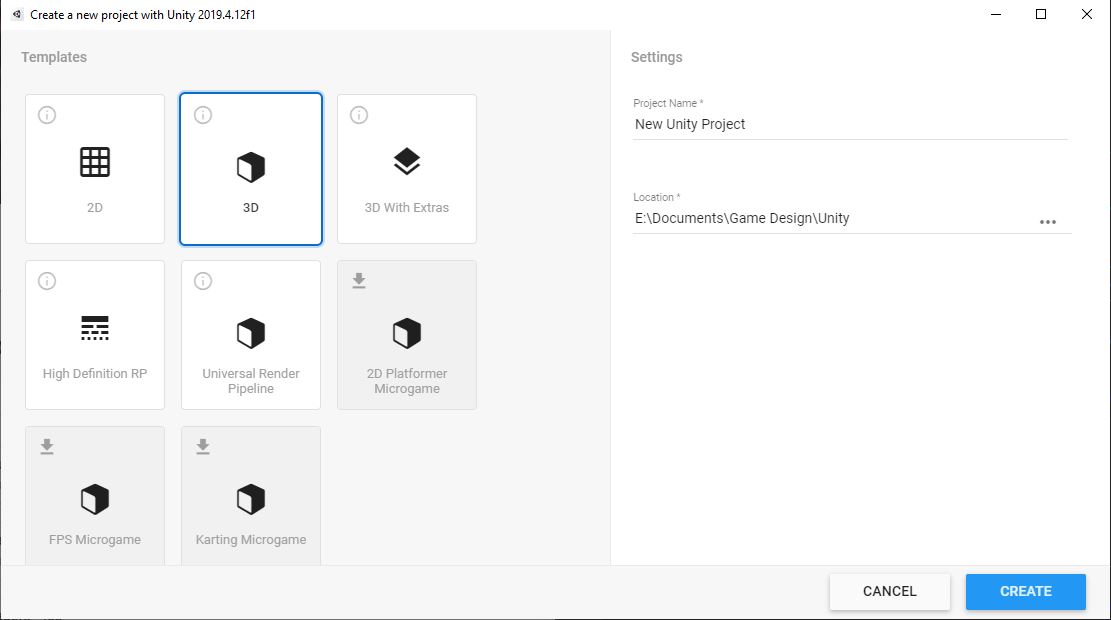 Create a new project with Unity 2019.4.12f1
Templates
2D
3D
3D With Extras
High Definition RP
Universal Render
Pipeline
2D Platformer
Microgame
FPS Microgame
Karting Microgame
Settings
Project Name *
New Unity Project
Location *
E:\Documents\Game Design\Unity
CANCEL
CREATE